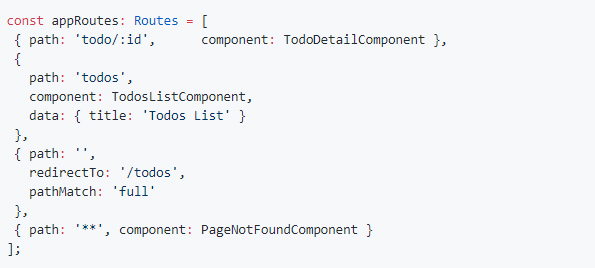 const appRoutes: Routes = [
 { path: 'todo/:id',      component: TodoDetailComponent },
 {
   path: 'todos',
   component: TodosListComponent,
   data: { title: 'Todos List' }
 },
 { path: '',
   redirectTo: '/todos',
   pathMatch: 'full'
 },
 { path: '**', component: PageNotFoundComponent }
];